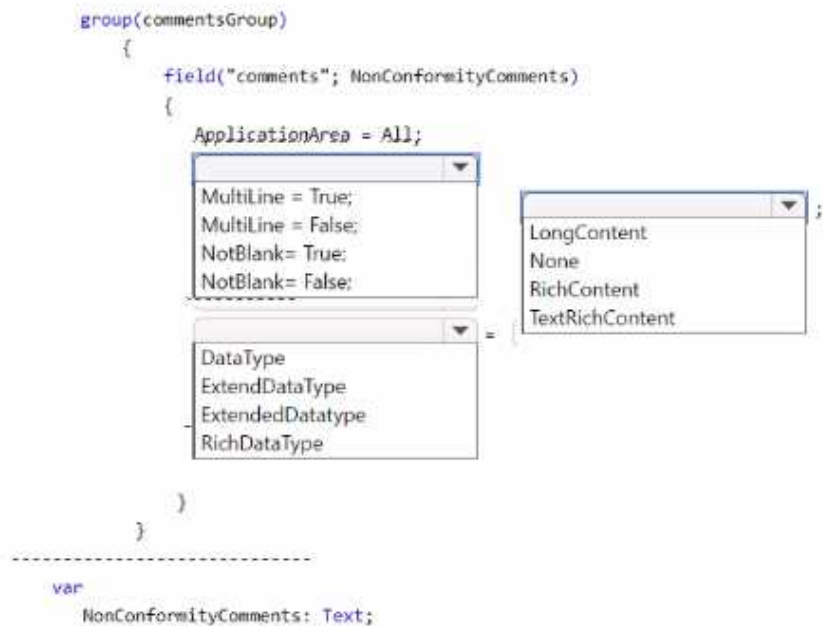 group(commentsGroup)
{
field("comments"; NonConformityComments)
{
ApplicationArea = All;
MultiLine = True;
MultiLine = False;
NotBlank= True;
NotBlank= False;
;
LongContent
None
RichContent
TextRichContent
=
DataType
ExtendDataType
ExtendedDatatype
RichDataType
}
}
------------------------------
var
NonConformityComments: Text;